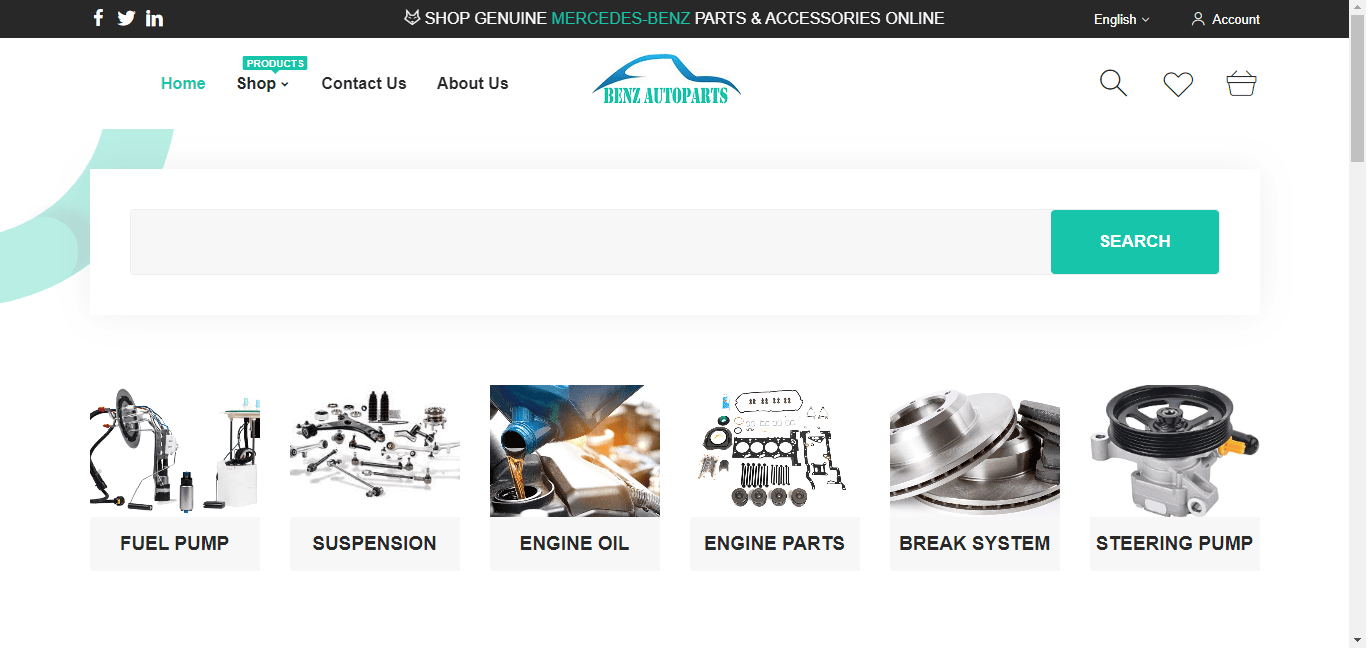 SHOP GENUINE MERCEDES-BENZ PARTS & ACCESSORIES ONLINE
English
Account
PRODUCTS
Home
Shop
Contact Us
About Us
BENZ AUTOPARTS
SEARCH
FUEL PUMP
SUSPENSION
ENGINE OIL
ENGINE PARTS
BREAK SYSTEM
STEERING PUMP